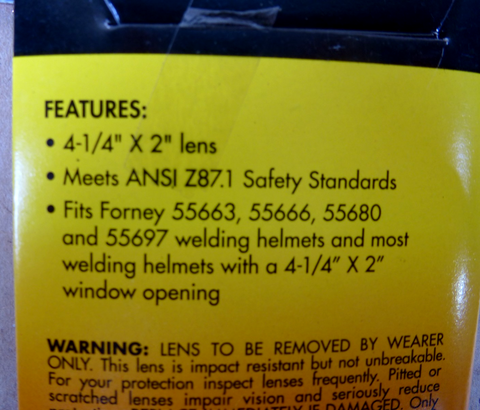 FEATURES:
• 4-1/4" X 2" lens
• Meets ANSI Z87.1 Safety Standards
• Fits Forney 55663, 55666, 55680
and 55697 welding helmets and most
welding helmets with a 4-1/4" X 2"
window opening
WARNING: LENS TO BE REMOVED BY WEARER
ONLY. This lens is impact resistant but not unbreakable.
For your protection inspect lenses frequently. Pitted or
scratched lenses impair vision and seriously reduce
IF DAMAGED. Only